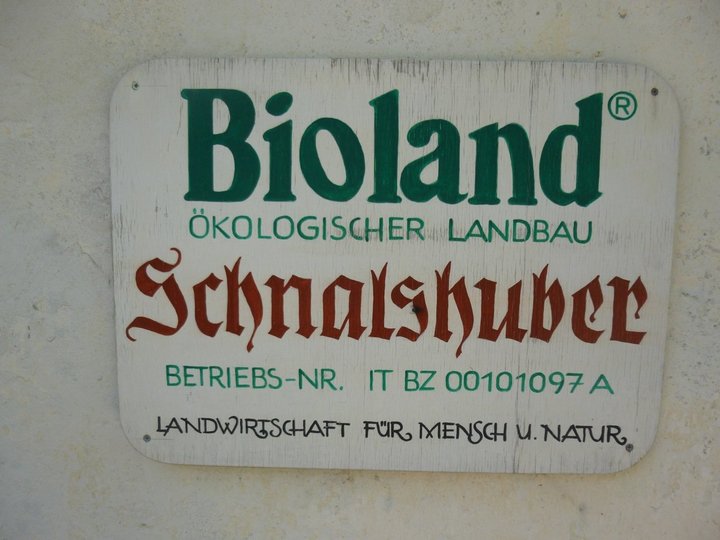 Bioland®
ÖKOLOGISCHER LANDBAU
Schnalshuber
BETRIEBS-NR. IT BZ 00101097 A
LANDWIRTSCHAFT FÜR MENSCH U. NATUR